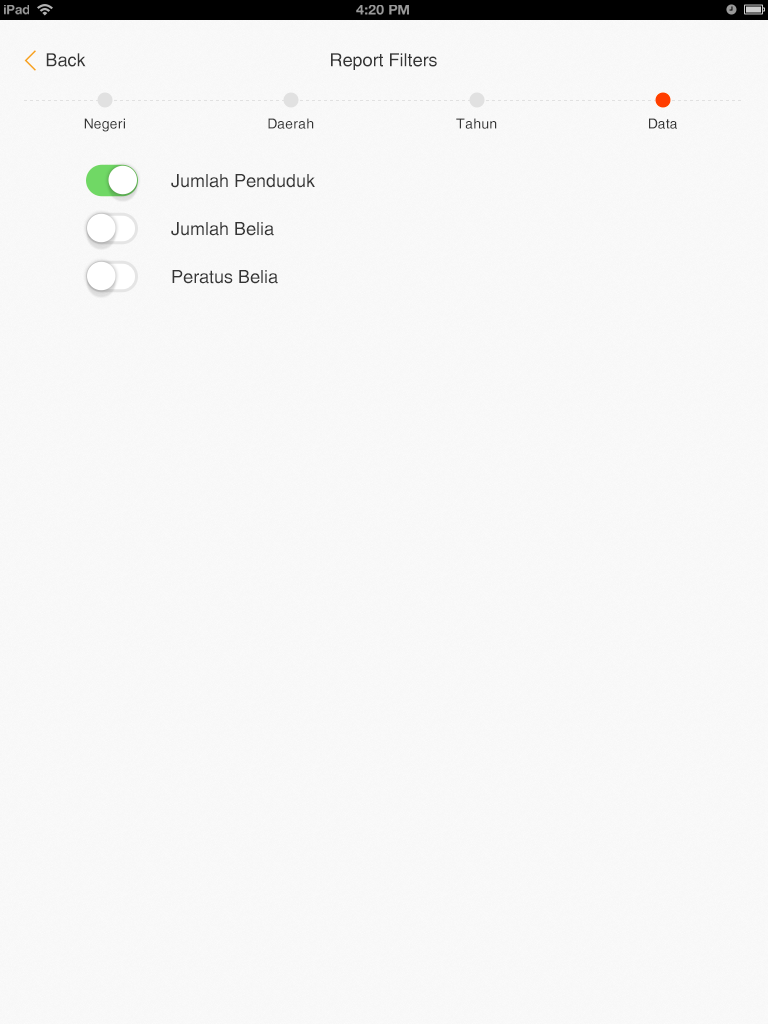 iPad 4:20 PM
Back Report Filters
Negeri Daerah Tahun Data
Jumlah Penduduk
Jumlah Belia
Peratus Belia